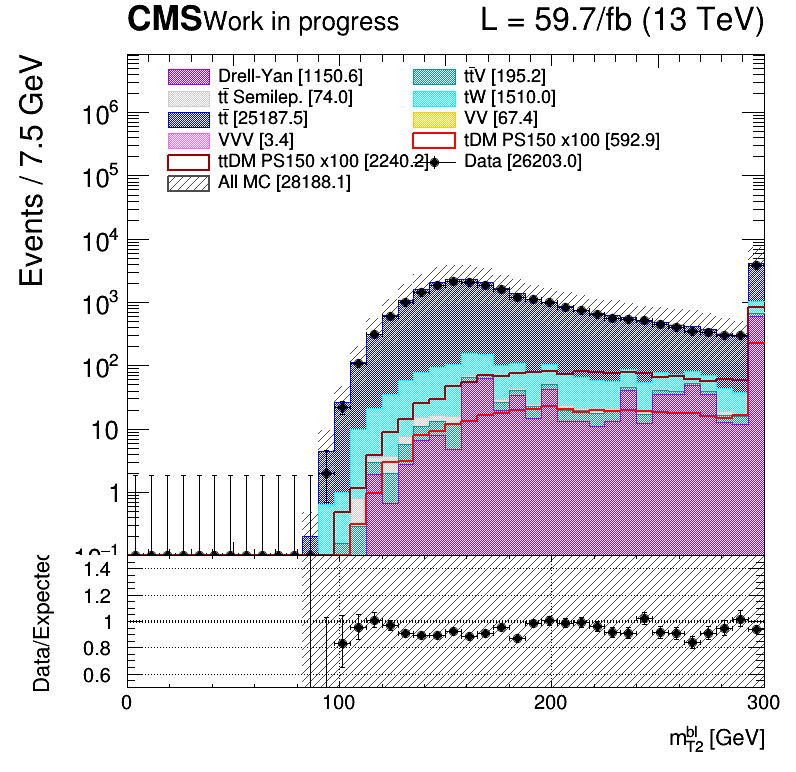 CMS Work in progress L = 59.7/fb (13 TeV)
Drell-Yan [1150.6] tt̄V [195.2]
tt̄ Semilep. [74.0] tW [1510.0]
tt̄ [25187.5] VV [67.4]
VVV [3.4] tDM PS150 x100 [592.9]
ttDM PS150 x100 [2240.2] Data [26203.0]
All MC [28188.1]
Events / 7.5 GeV
10⁶
10⁵
10⁴
10³
10²
10
1
10⁻¹
Data/Expected
1.4
1.2
1
0.8
0.6
0 100 200 300
m_{T2}^{bl} [GeV]